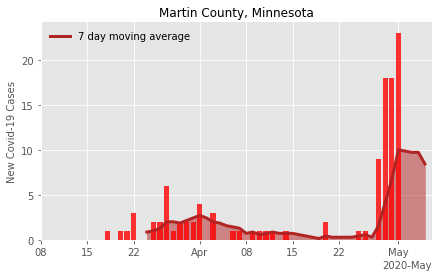 Martin County, Minnesota
7 day moving average
New Covid-19 Cases
20
15
10
5
0
08 15 22 Apr 08 15 22 May
2020-May